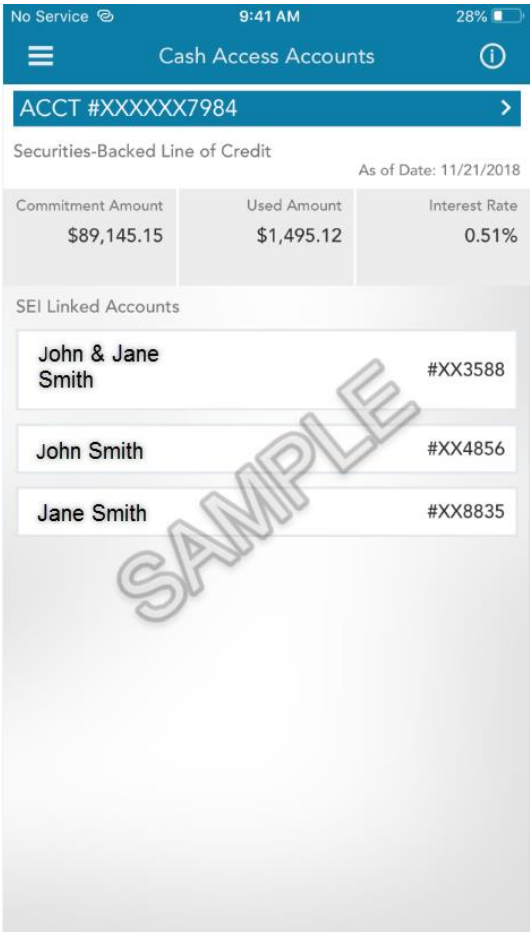 No Service 9:41 AM 28%
Cash Access Accounts
ACCT #XXXXXX7984
Securities-Backed Line of Credit
As of Date: 11/21/2018
Commitment Amount Used Amount Interest Rate
$89,145.15 $1,495.12 0.51%
SEI Linked Accounts
John & Jane
Smith
#XX3588
John Smith #XX4856
Jane Smith #XX8835
SAMPLE